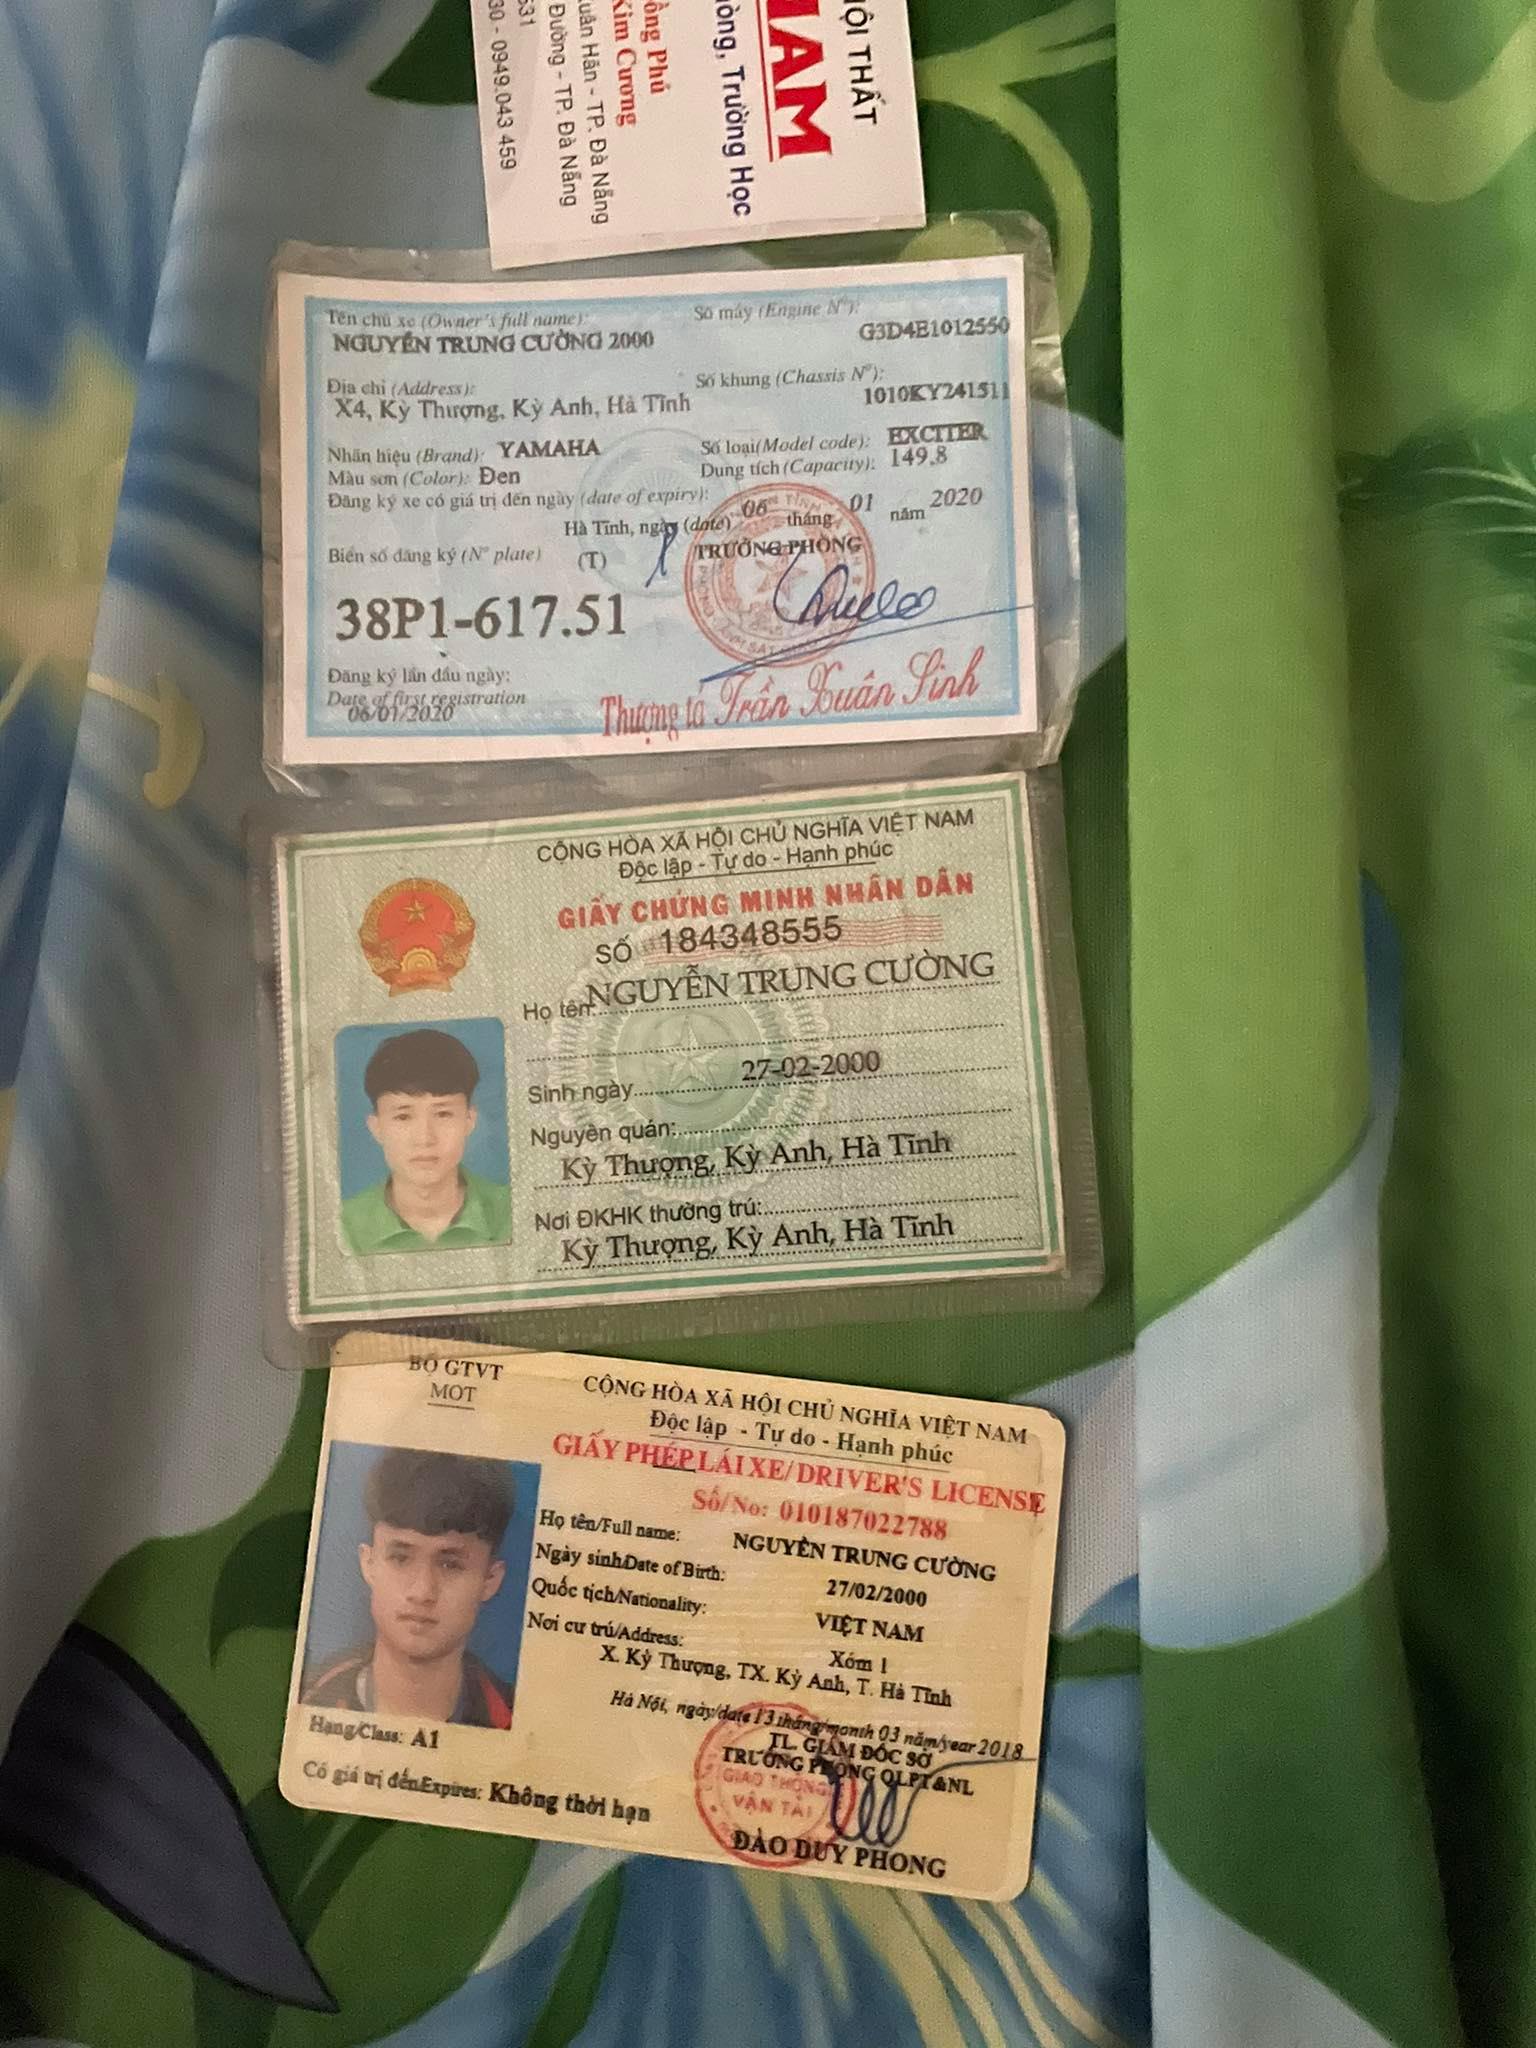 NỘI THẤT
NAM
Phòng, Trường Học
Đồng Phú
Kim Cương
Xuân Hãn - TP. Đà Nẵng
Đường - TP. Đà Nẵng
531
30 - 0949.043 459
Tên chủ xe (Owner's full name):
NGUYỄN TRUNG CƯỜNG 2000
Số máy (Engine N°):
G3D4E1012550
Địa chỉ (Address):
X4, Kỳ Thượng, Kỳ Anh, Hà Tĩnh
Số khung (Chassis N°):
1010KY241511
Nhãn hiệu (Brand): YAMAHA
Số loại(Model code): EXCITER
Màu sơn (Color): Đen
Dung tích (Capacity): 149.8
Đăng ký xe có giá trị đến ngày (date of expiry):
Hà Tĩnh, ngày (date) 06 tháng 01 năm 2020
Biển số đăng ký (N° plate) (T)
TRƯỞNG PHÒNG
38P1-617.51
Đăng ký lần đầu ngày:
Date of first registration
06/01/2020
Thượng tá Trần Xuân Sinh
CỘNG HÒA XÃ HỘI CHỦ NGHĨA VIỆT NAM
Độc lập - Tự do - Hạnh phúc
GIẤY CHỨNG MINH NHÂN DÂN
SỐ 184348555
Họ tên: NGUYỄN TRUNG CƯỜNG
Sinh ngày 27-02-2000
Nguyên quán:
Kỳ Thượng, Kỳ Anh, Hà Tĩnh
Nơi ĐKHK thường trú:
Kỳ Thượng, Kỳ Anh, Hà Tĩnh
BỘ GTVT
MOT
CỘNG HÒA XÃ HỘI CHỦ NGHĨA VIỆT NAM
Độc lập - Tự do - Hạnh phúc
GIẤY PHÉP LÁI XE/DRIVER'S LICENSE
Số/No: 010187022788
Họ tên/Full name: NGUYỄN TRUNG CƯỜNG
Ngày sinh/Date of Birth: 27/02/2000
Quốc tịch/Nationality: VIỆT NAM
Nơi cư trú/Address: Xóm 1
X. Kỳ Thượng, TX. Kỳ Anh, T. Hà Tĩnh
Hà Nội, ngày/date 13 tháng/month 03 năm/year 2018
TL. GIÁM ĐỐC SỞ
TRƯỞNG PHÒNG QLPT&NL
GIAO THÔNG
VẬN TẢI
ĐÀO DUY PHONG
Hạng/Class: A1
Có giá trị đến/Expires: Không thời hạn